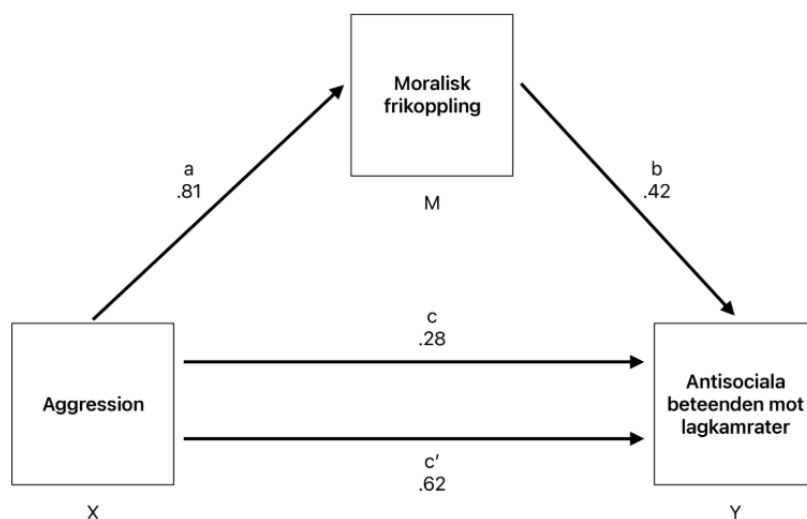 Moralisk
frikoppling
a
.81
b
.42
M
c
.28
Aggression
Antisociala
beteenden mot
lagkamrater
c′
.62
X
Y